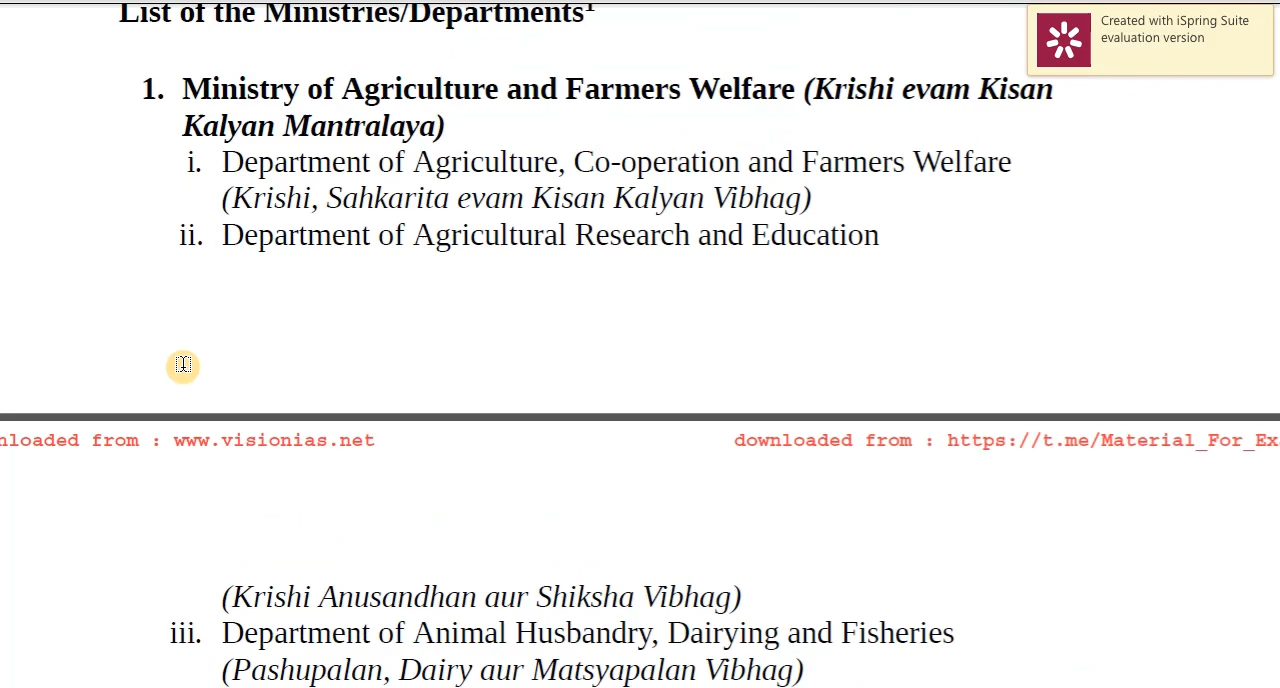 List of the Ministries/Departments¹
Created with iSpring Suite
evaluation version
1. Ministry of Agriculture and Farmers Welfare (Krishi evam Kisan
Kalyan Mantralaya)
i. Department of Agriculture, Co-operation and Farmers Welfare
(Krishi, Sahkarita evam Kisan Kalyan Vibhag)
ii. Department of Agricultural Research and Education
nloaded from : www.visionias.net
downloaded from : https://t.me/Material_For_Ex
(Krishi Anusandhan aur Shiksha Vibhag)
iii. Department of Animal Husbandry, Dairying and Fisheries
(Pashupalan, Dairy aur Matsyapalan Vibhag)